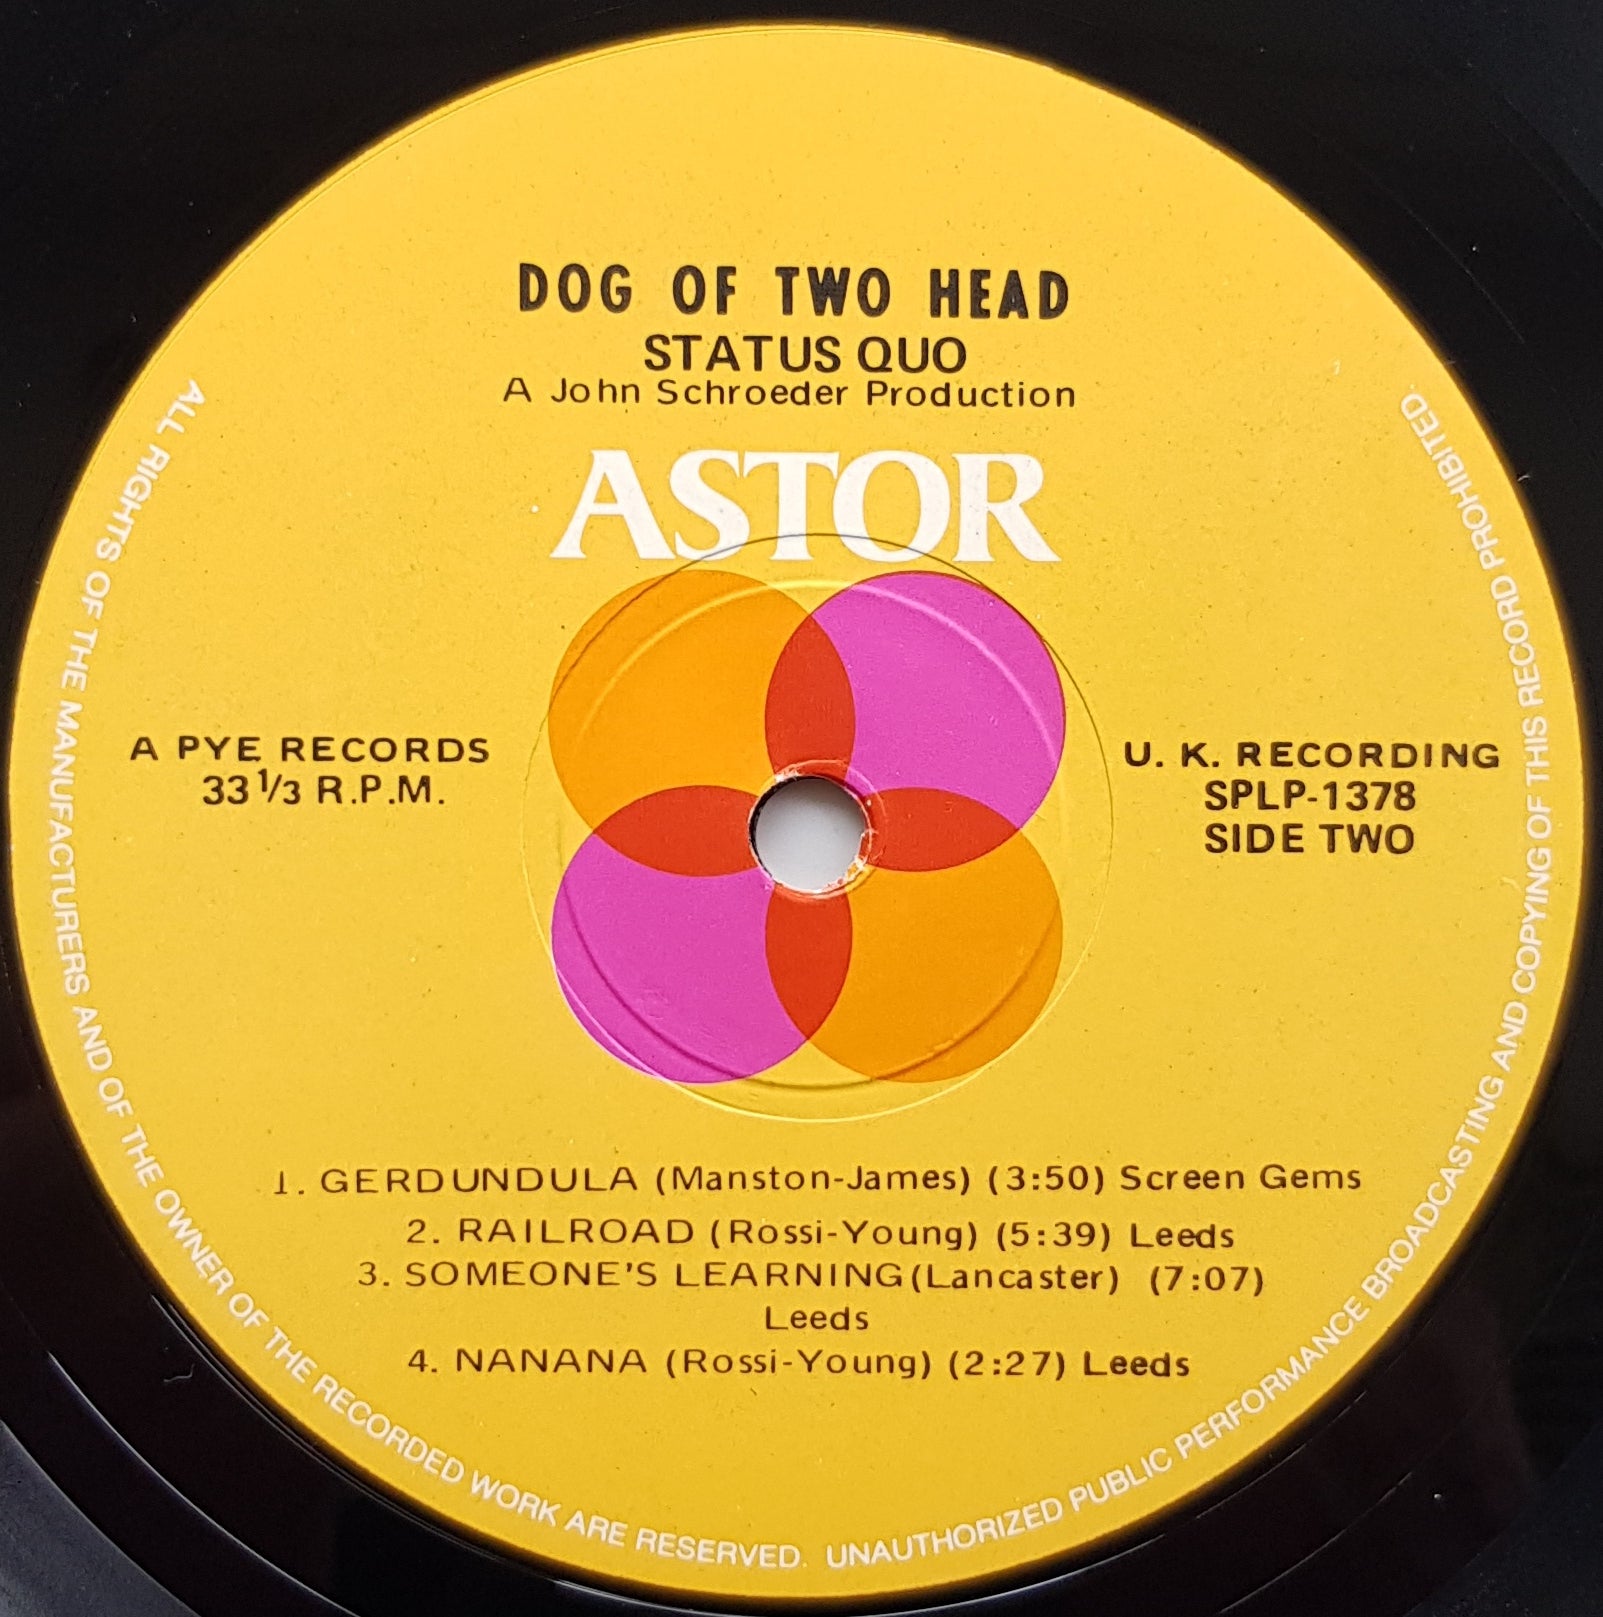 DOG OF TWO HEAD
STATUS QUO
A John Schroeder Production
ASTOR
A PYE RECORDS
33 1/3 R.P.M.
U. K. RECORDING
SPLP-1378
SIDE TWO
1. GERDUNDULA (Manston-James) (3:50) Screen Gems
2. RAILROAD (Rossi-Young) (5:39) Leeds
3. SOMEONE'S LEARNING (Lancaster) (7:07)
Leeds
4. NANANA (Rossi-Young) (2:27) Leeds
ALL RIGHTS OF THE MANUFACTURERS AND OF THE OWNER OF THE RECORDED WORK ARE RESERVED. UNAUTHORIZED PUBLIC PERFORMANCE BROADCASTING AND COPYING OF THIS RECORD PROHIBITED.